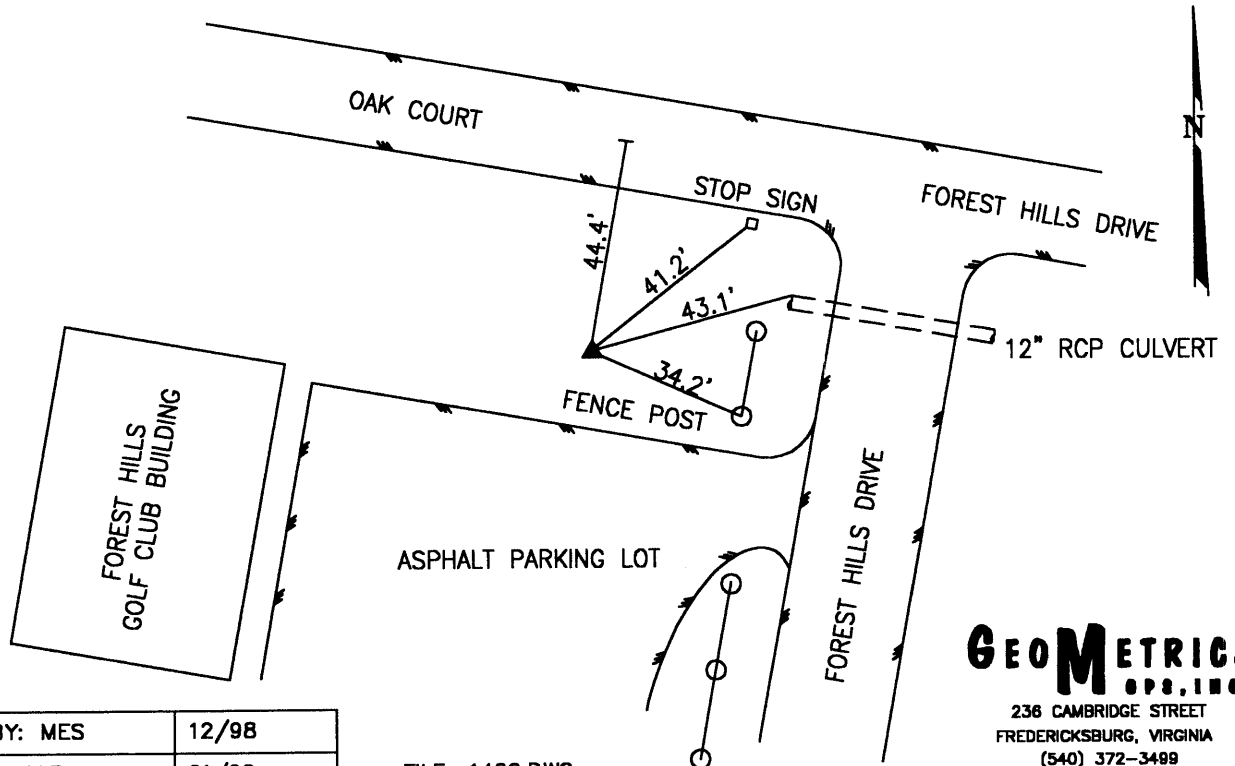 OAK COURT
N
STOP SIGN
FOREST HILLS DRIVE
44.4'
41.2'
43.1'
12" RCP CULVERT
34.2'
FENCE POST
FOREST HILLS
GOLF CLUB BUILDING
ASPHALT PARKING LOT
FOREST HILLS DRIVE
GEOMETRIC
GPS, INC
236 CAMBRIDGE STREET
FREDERICKSBURG, VIRGINIA
(540) 372-3499
BY: MES 12/98